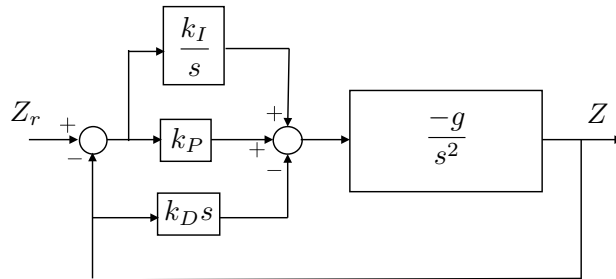 k_I
s
Z_r + + -g Z
− k_P + s^2
−
k_D s